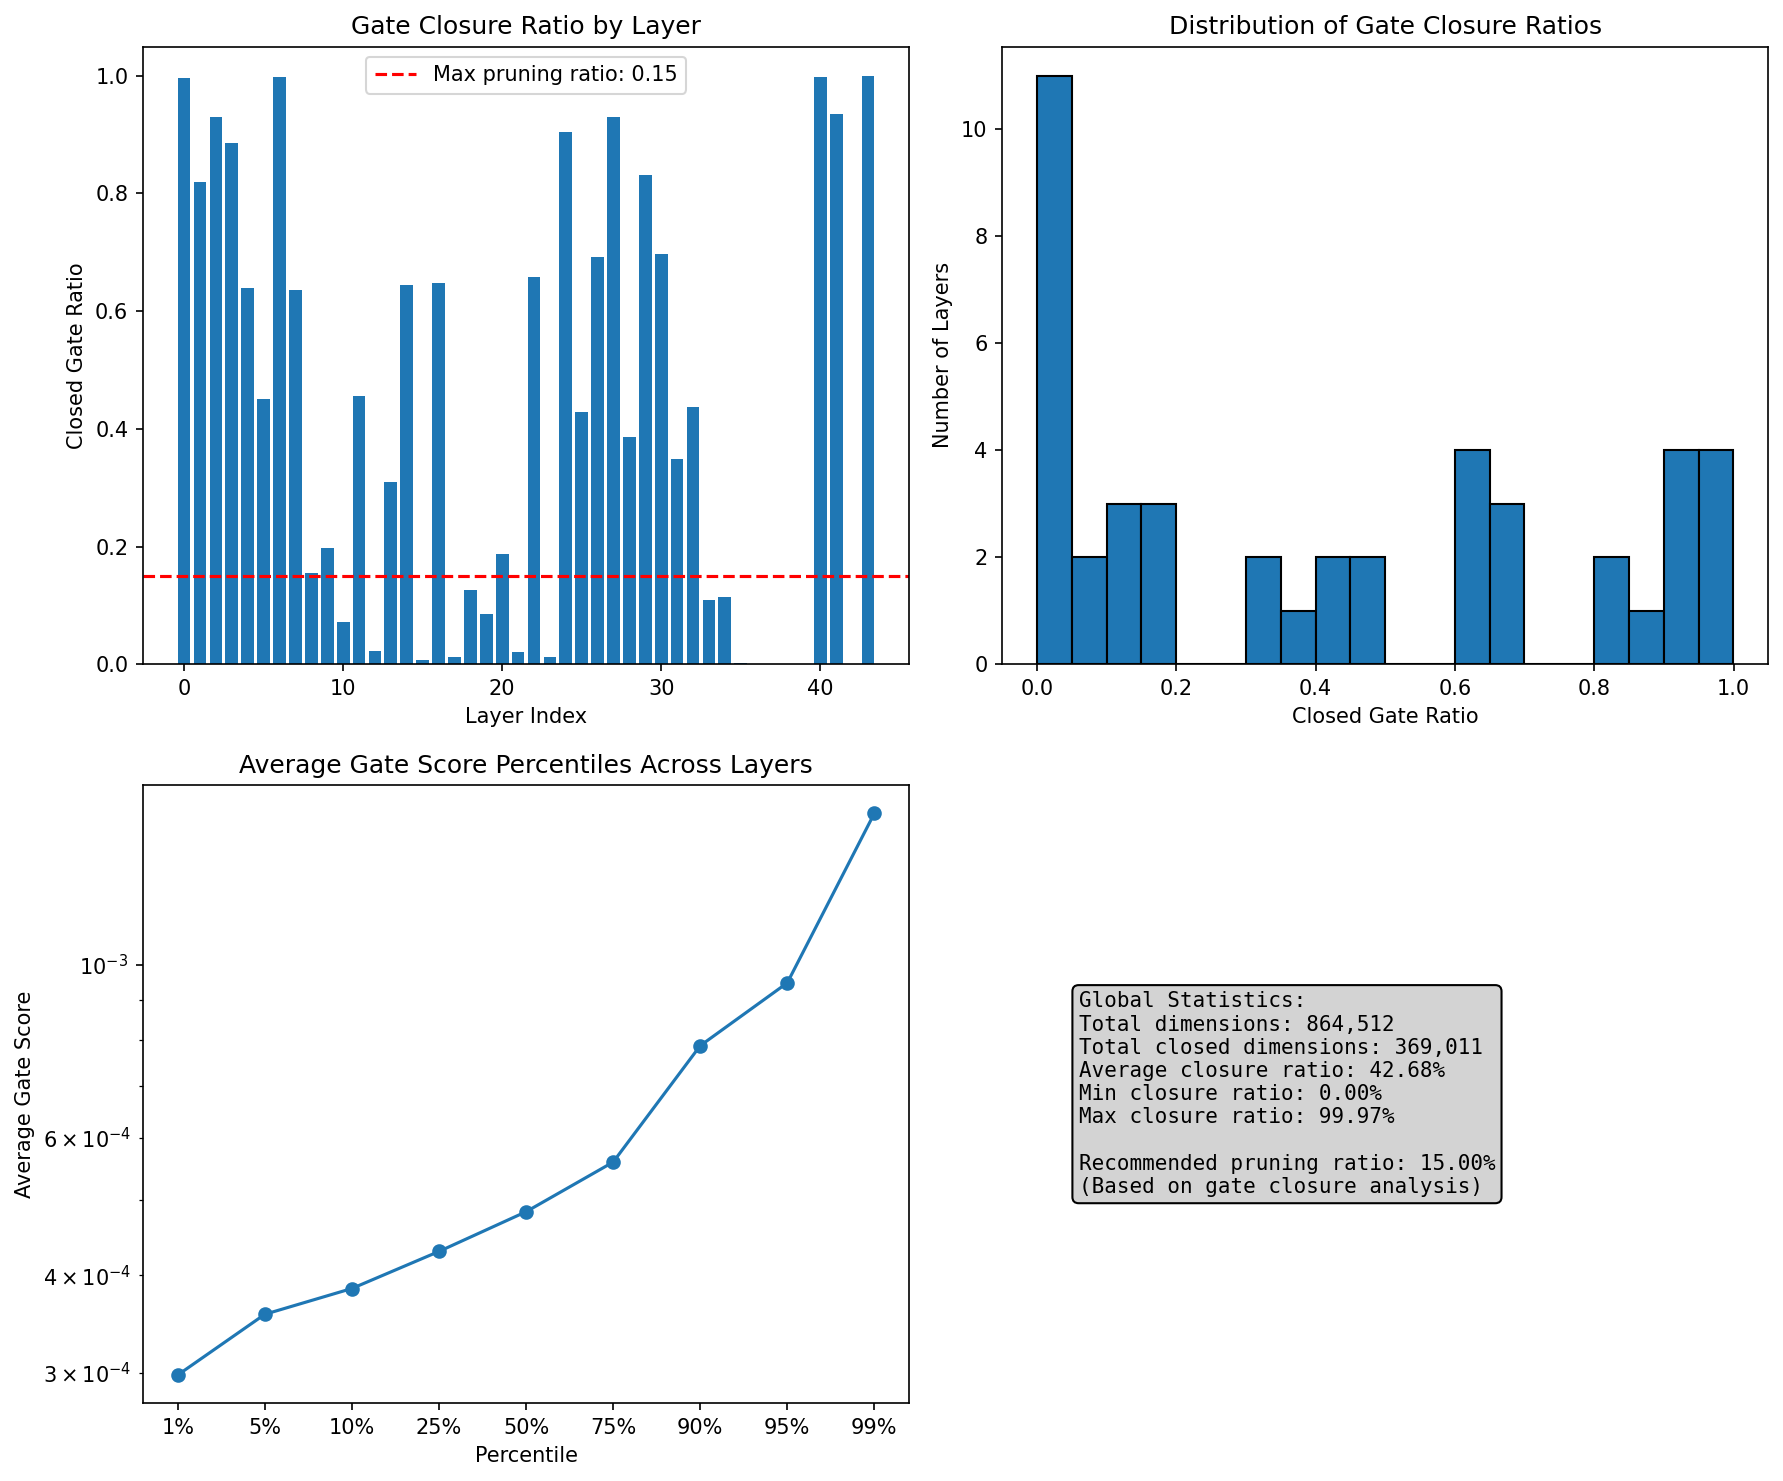 Gate Closure Ratio by Layer
Max pruning ratio: 0.15
Closed Gate Ratio
1.0
0.8
0.6
0.4
0.2
0.0
0 10 20 30 40
Layer Index
Distribution of Gate Closure Ratios
Number of Layers
10
8
6
4
2
0
0.0 0.2 0.4 0.6 0.8 1.0
Closed Gate Ratio
Average Gate Score Percentiles Across Layers
Average Gate Score
10⁻³
6 × 10⁻⁴
4 × 10⁻⁴
3 × 10⁻⁴
1% 5% 10% 25% 50% 75% 90% 95% 99%
Percentile
Global Statistics:
Total dimensions: 864,512
Total closed dimensions: 369,011
Average closure ratio: 42.68%
Min closure ratio: 0.00%
Max closure ratio: 99.97%
Recommended pruning ratio: 15.00%
(Based on gate closure analysis)